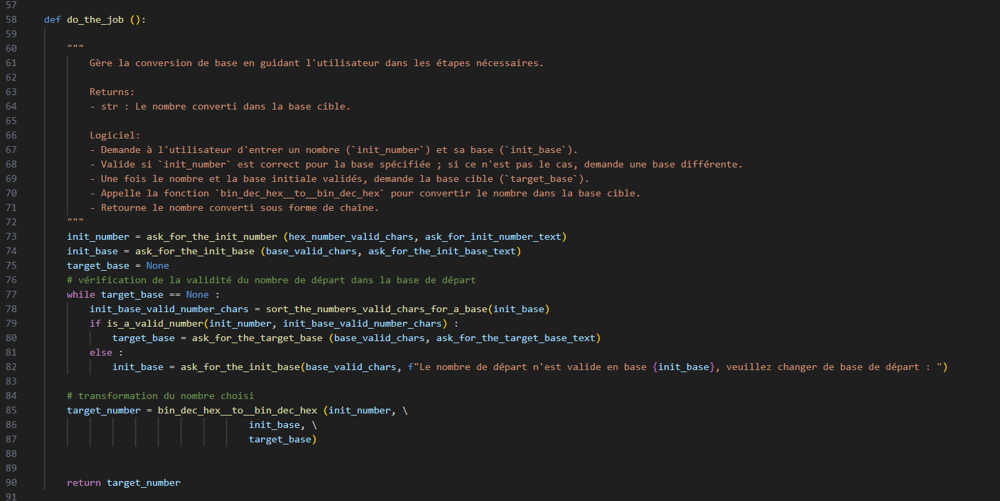 57
58 def do_the_job ():
59
60 """
61 Gère la conversion de base en guidant l'utilisateur dans les étapes nécessaires.
62
63 Returns:
64 - str : Le nombre converti dans la base cible.
65
66 Logiciel:
67 - Demande à l'utilisateur d'entrer un nombre (`init_number`) et sa base (`init_base`).
68 - Valide si `init_number` est correct pour la base spécifiée ; si ce n'est pas le cas, demande une base différente.
69 - Une fois le nombre et la base initiale validés, demande la base cible (`target_base`).
70 - Appelle la fonction `bin_dec_hex__to__bin_dec_hex` pour convertir le nombre dans la base cible.
71 - Retourne le nombre converti sous forme de chaîne.
72 """
73 init_number = ask_for_the_init_number (hex_number_valid_chars, ask_for_init_number_text)
74 init_base = ask_for_the_init_base (base_valid_chars, ask_for_the_init_base_text)
75 target_base = None
76 # vérification de la validité du nombre de départ dans la base de départ
77 while target_base == None :
78 init_base_valid_number_chars = sort_the_numbers_valid_chars_for_a_base(init_base)
79 if is_a_valid_number(init_number, init_base_valid_number_chars) :
80 target_base = ask_for_the_target_base (base_valid_chars, ask_for_the_target_base_text)
81 else :
82 init_base = ask_for_the_init_base(base_valid_chars, f"Le nombre de départ n'est valide en base {init_base}, veuillez changer de base de départ : ")
83
84 # transformation du nombre choisi
85 target_number = bin_dec_hex__to__bin_dec_hex (init_number, \
86 init_base, \
87 target_base)
88
89
90 return target_number
91